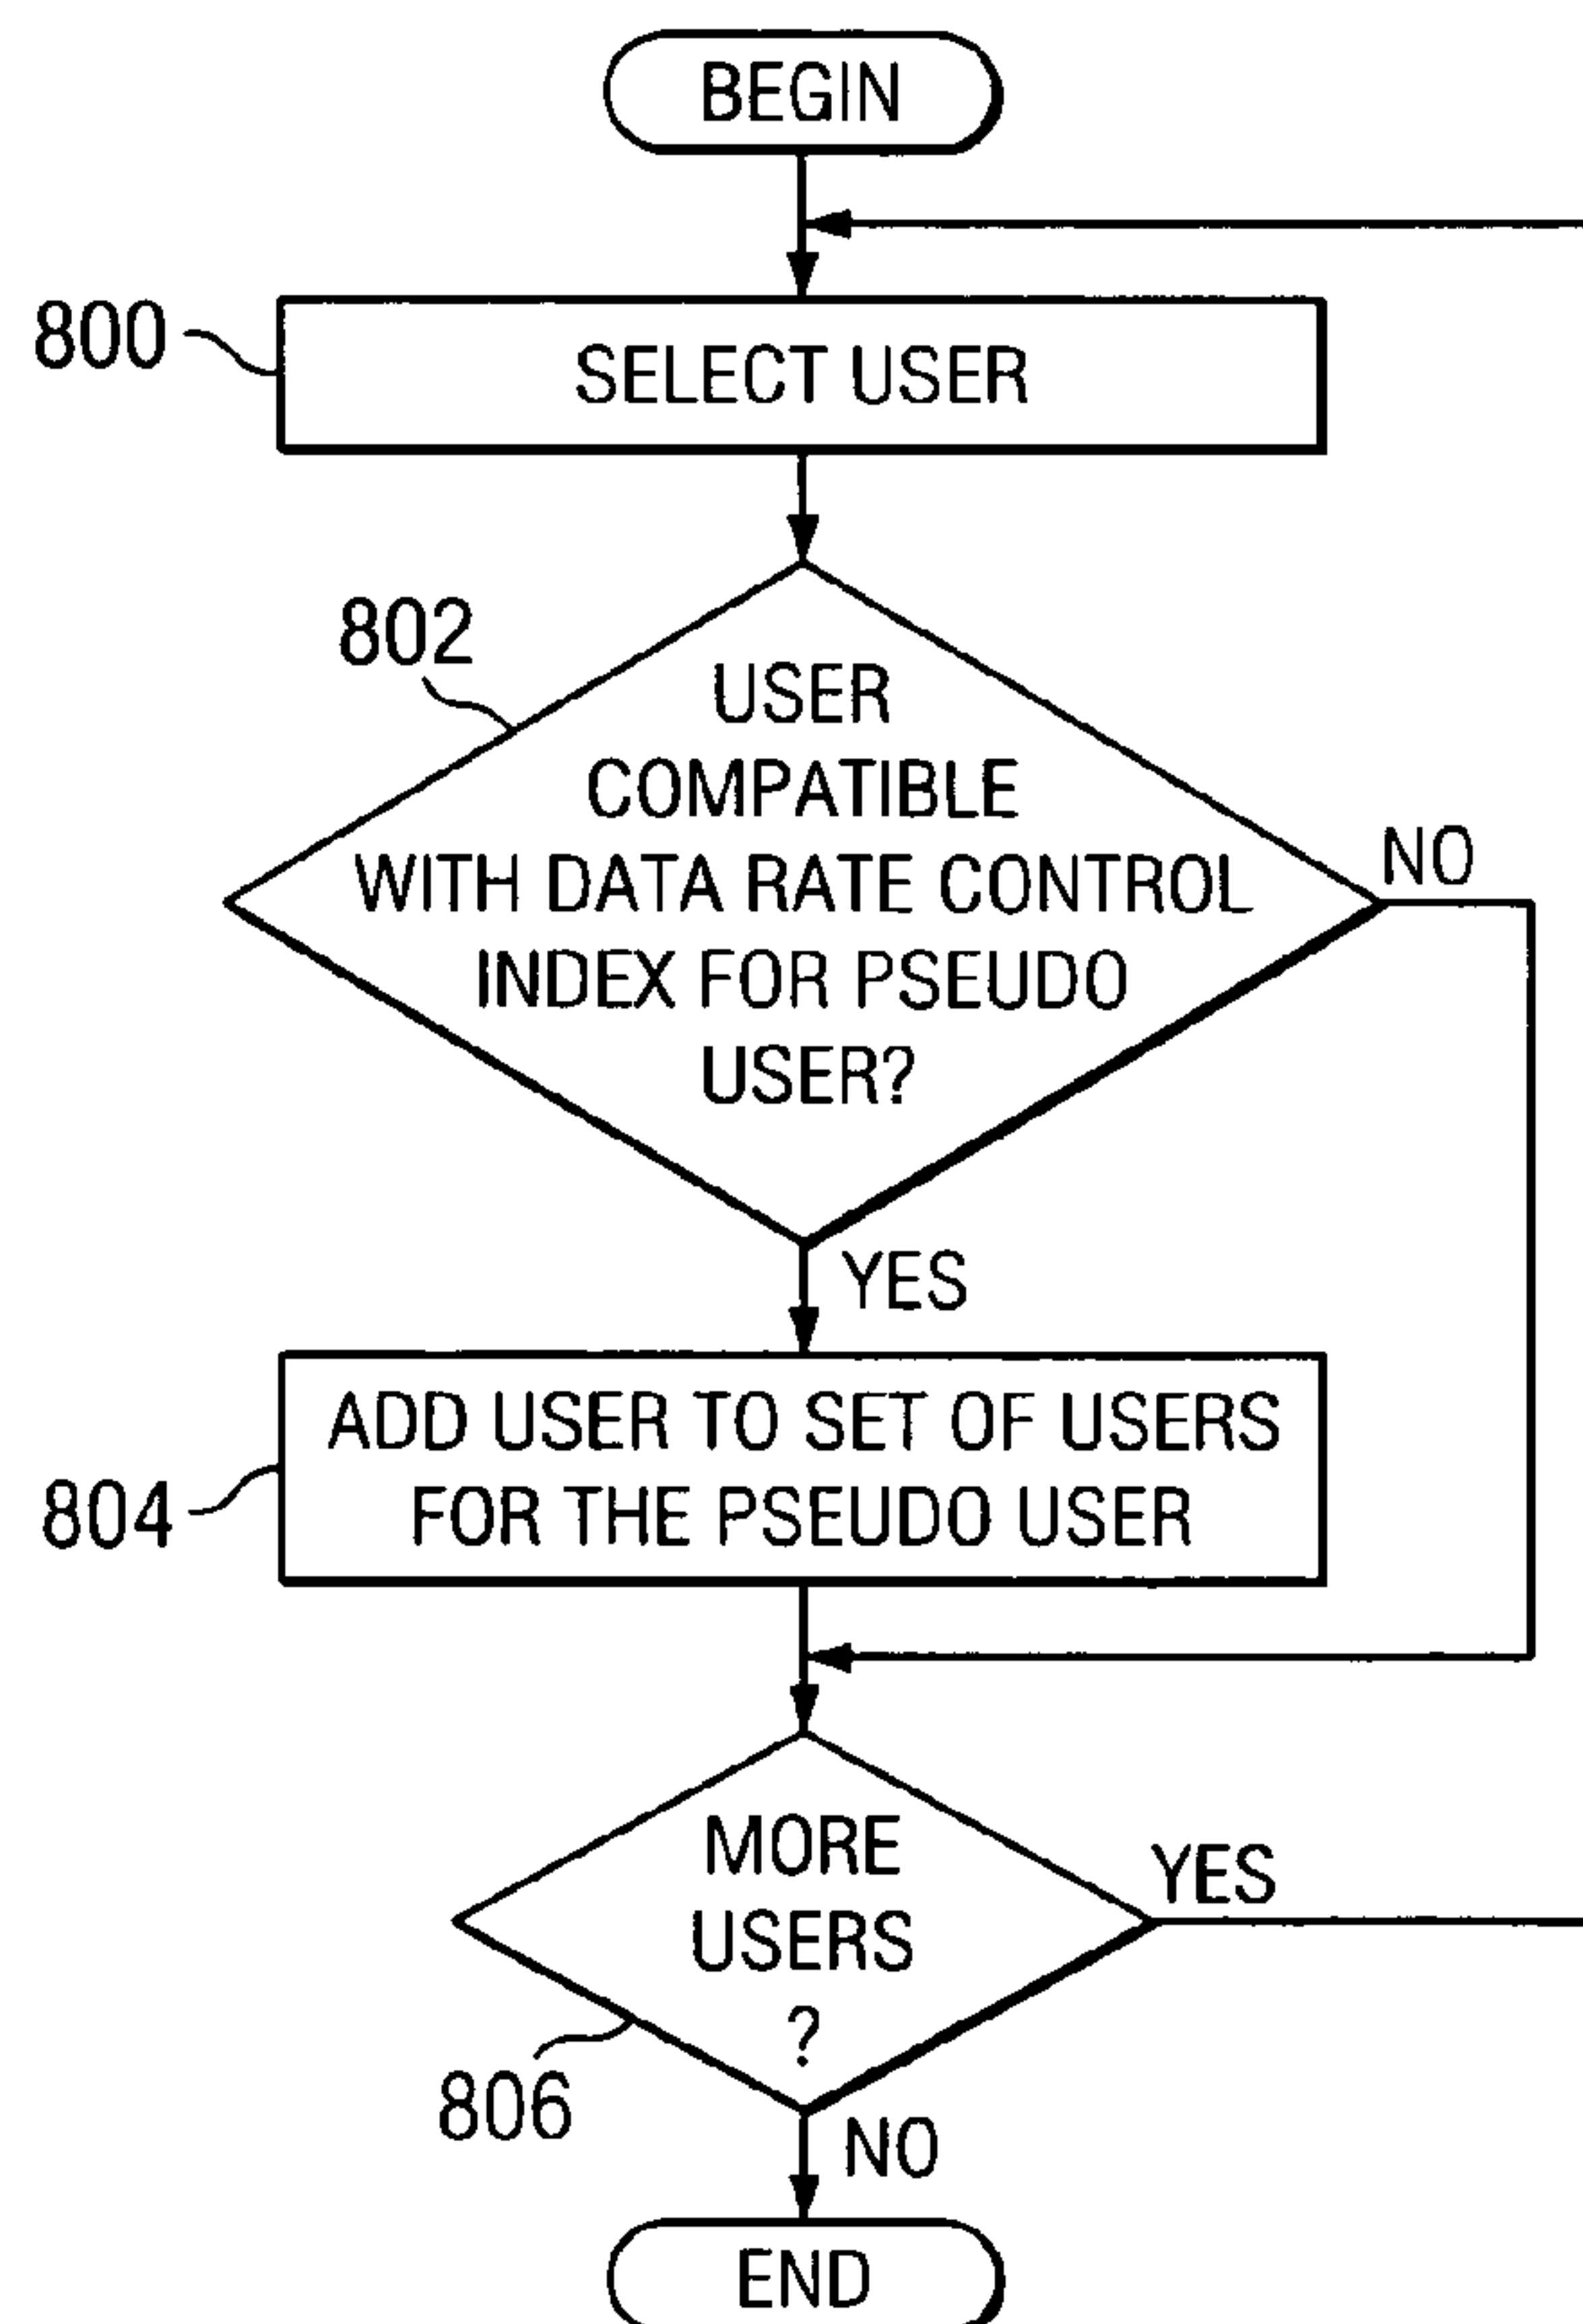 BEGIN
800
SELECT USER
802
USER
COMPATIBLE
WITH DATA RATE CONTROL
INDEX FOR PSEUDO
USER?
NO
YES
ADD USER TO SET OF USERS
FOR THE PSEUDO USER
804
MORE
USERS
?
YES
806
NO
END